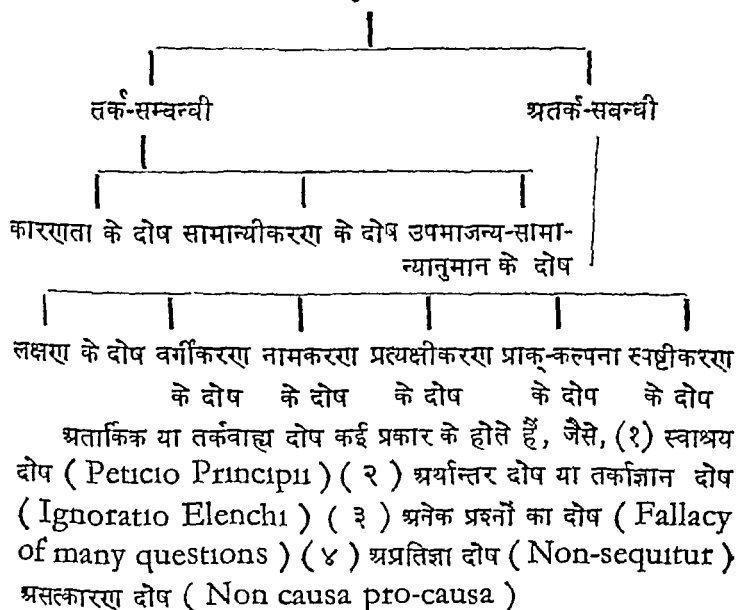 तर्क-सम्बन्धी अतर्क-संबन्धी
कारणता के दोष सामान्यीकरण के दोष उपमाजन्य-सामा-
न्यानुमान के दोष
लक्षण के दोष वर्गीकरण नामकरण प्रत्यक्षीकरण प्राक्-कल्पना स्पष्टीकरण
के दोष के दोष के दोष के दोष के दोष
अतार्किक या तर्कवाह्य दोष कई प्रकार के होते हैं, जैसे, (१) स्वाश्रय
दोष ( Peticio Principii ) ( २ ) अर्थान्तर दोष या तर्काज्ञान दोष
( Ignoratio Elenchi ) ( ३ ) अनेक प्रश्नों का दोष ( Fallacy
of many questions ) ( ४ ) अप्रतिज्ञा दोष ( Non-sequitur )
असत्कारण दोष ( Non causa pro-causa )